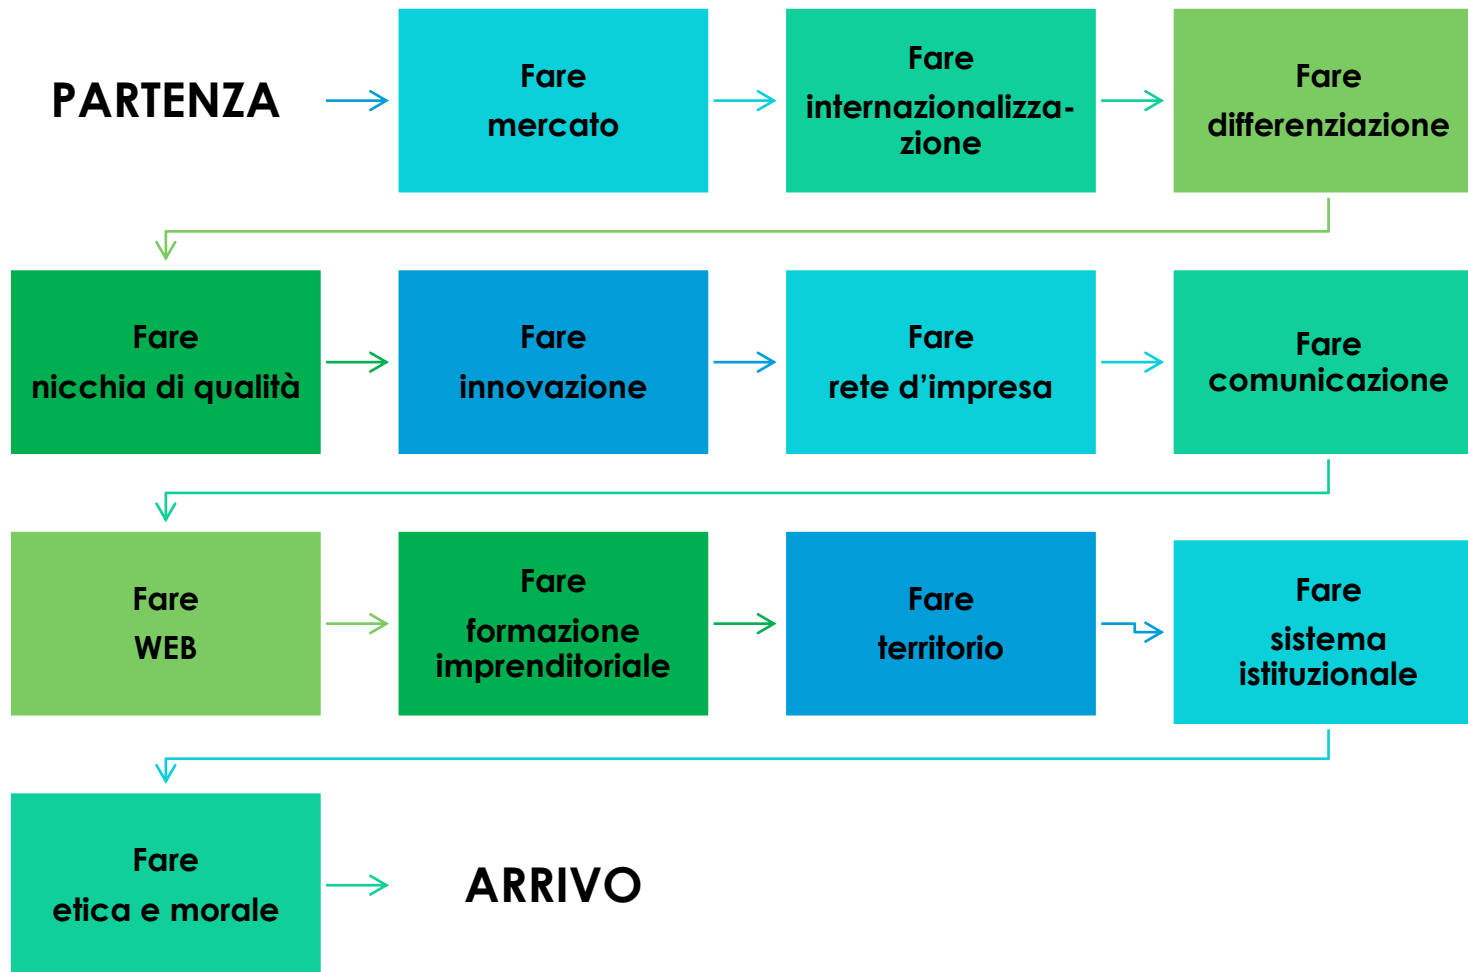 PARTENZA
Fare
mercato
Fare
internazionalizza-
zione
Fare
differenziazione
Fare
nicchia di qualità
Fare
innovazione
Fare
rete d’impresa
Fare
comunicazione
Fare
WEB
Fare
formazione
imprenditoriale
Fare
territorio
Fare
sistema
istituzionale
Fare
etica e morale
ARRIVO